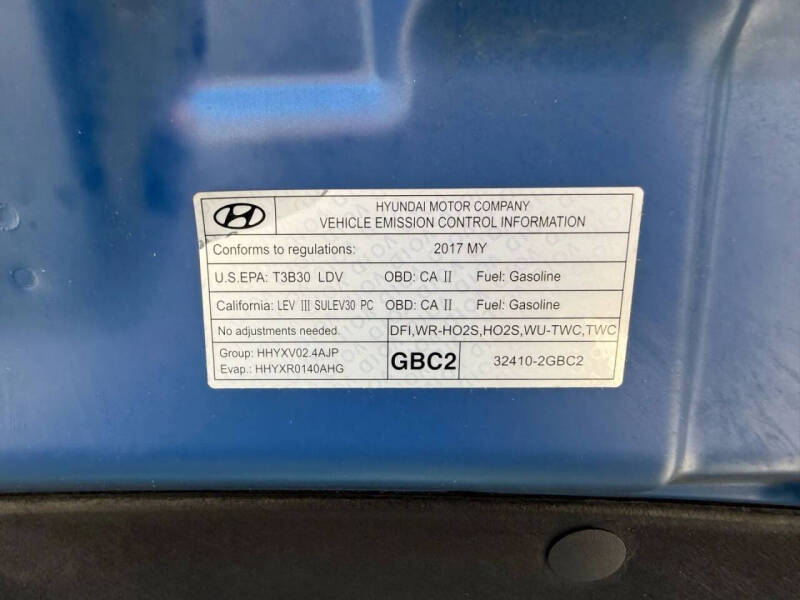 HYUNDAI MOTOR COMPANY
VEHICLE EMISSION CONTROL INFORMATION
Conforms to regulations: 2017 MY
U.S.EPA: T3B30 LDV OBD: CA II Fuel: Gasoline
California: LEV III SULEV30 PC OBD: CA II Fuel: Gasoline
No adjustments needed. DFI,WR-HO2S,HO2S,WU-TWC,TWC
Group: HHYXV02.4AJP
Evap.: HHYXR0140AHG
GBC2
32410-2GBC2